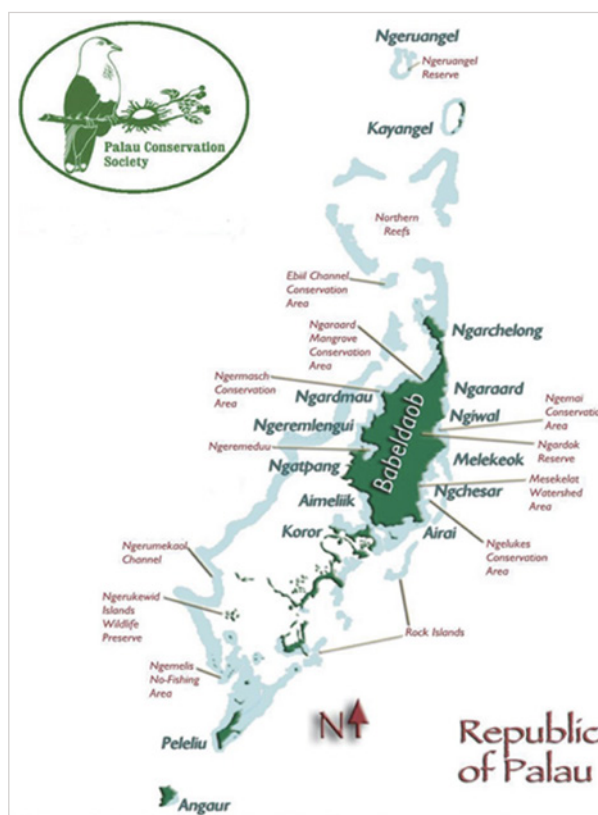 Palau Conservation
Society
Ngeruangel
Ngeruangel
Reserve
Kayangel
Northern
Reefs
Ebiil Channel
Conservation
Area
Ngarchelong
Ngaraard
Mangrove
Conservation
Area
Ngermasch
Conservation
Area
Ngardmau
Ngaraard
Ngemai Conservation
Area
Ngiwal
Ngeremlengui
Babeldaob
Ngardok
Reserve
Ngeremeduu
Melekeok
Ngatpang
Mesekelat
Watershed
Area
Ngchesar
Aimeliik
Koror
Airai
Ngelukes
Conservation
Area
Ngerumekaol
Channel
Ngerukewid
Islands
Wildlife
Preserve
Rock Islands
Ngemelis
No-Fishing
Area
N
Peleliu
Republic
of Palau
Angaur